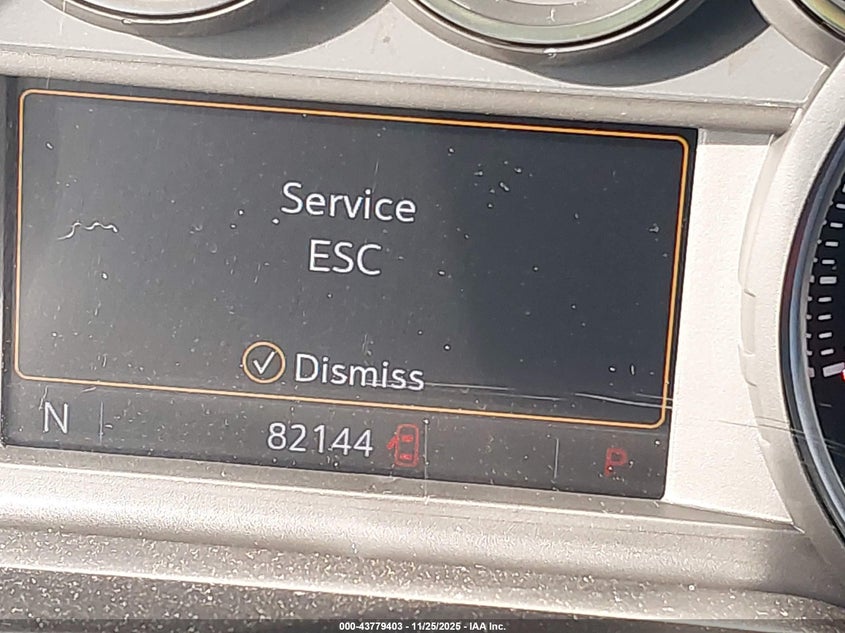 Service
ESC
Dismiss
N 82144 P
000-43779403 - 11/25/2025 - IAA Inc.